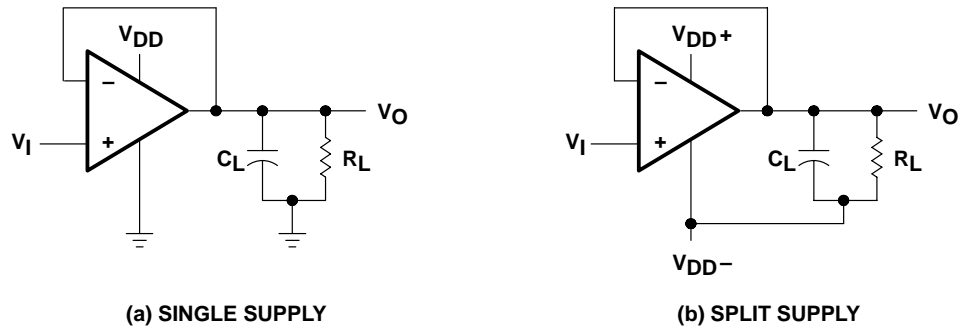 VDD
−
VI
+
CL
RL
VO
(a) SINGLE SUPPLY
VDD+
−
VI
+
CL
RL
VO
VDD−
(b) SPLIT SUPPLY